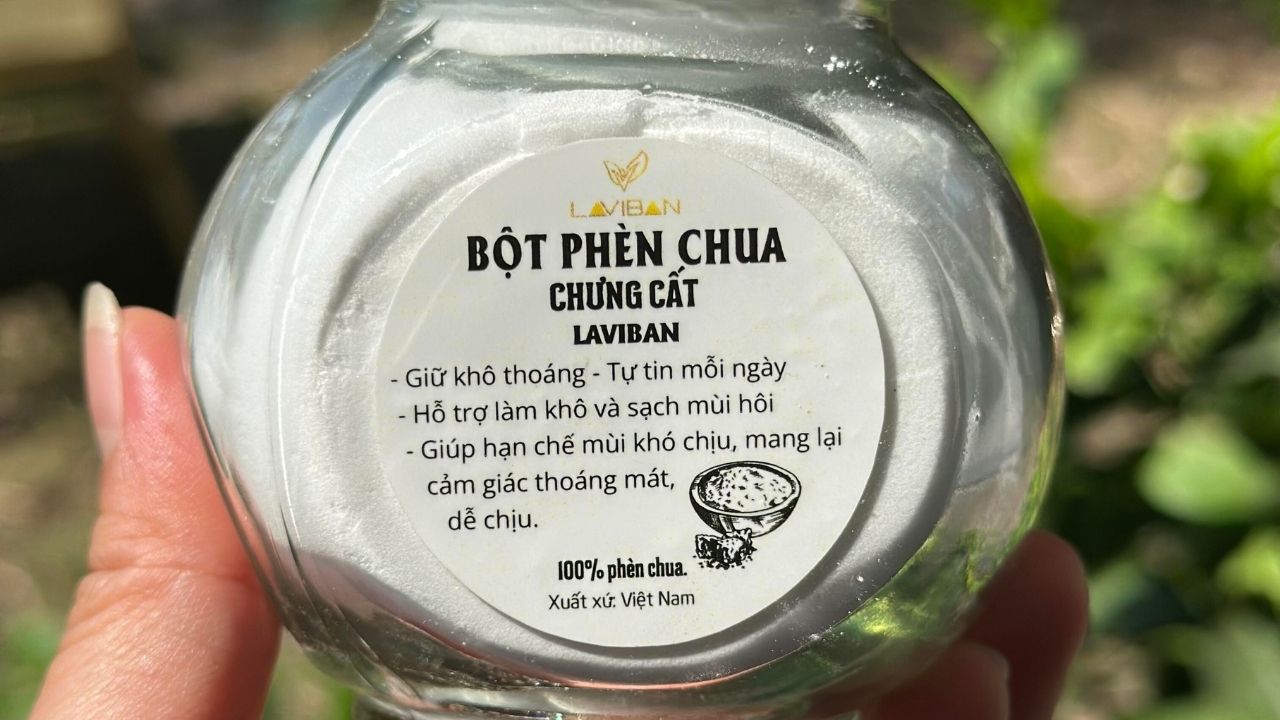 LAVIBAN
BỘT PHÈN CHUA
CHƯNG CẤT
LAVIBAN
- Giữ khô thoáng - Tự tin mỗi ngày
- Hỗ trợ làm khô và sạch mùi hôi
- Giúp hạn chế mùi khó chịu, mang lại
cảm giác thoáng mát,
dễ chịu.
100% phèn chua.
Xuất xứ: Việt Nam